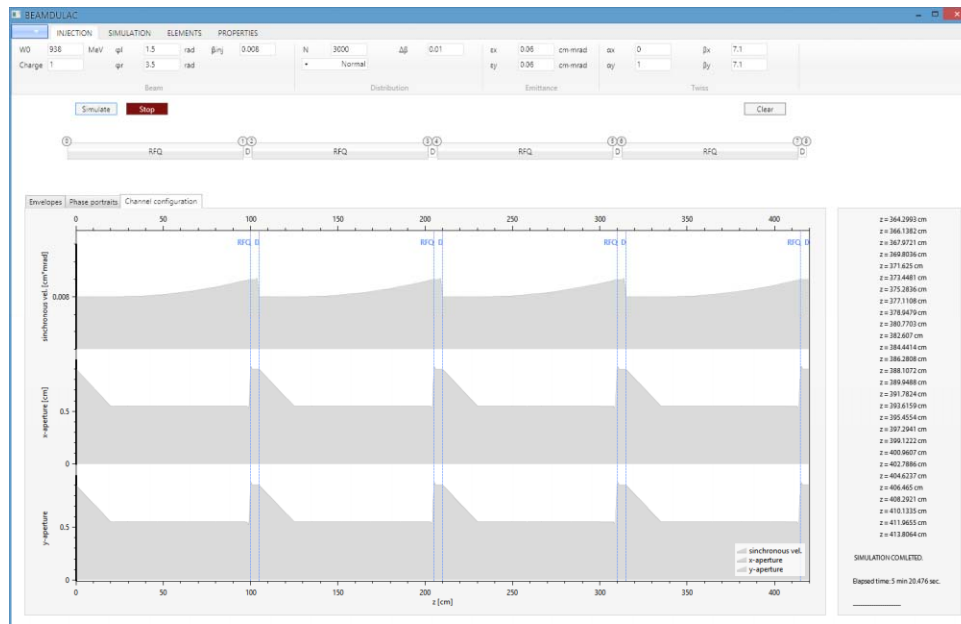 BEAMDULAC
INJECTION SIMULATION ELEMENTS PROPERTIES
W0 938 MeV φl 1.5 rad βinj 0.008 N 3000 Δβ 0.01 εx 0.06 cm·mrad αx 0 βx 7.1
Charge 1 φr 3.5 rad Normal εy 0.06 cm·mrad αy 1 βy 7.1
Beam Distribution Emittance Twiss
Simulate Stop Clear
0 1 2 3 4 5 6 7 8
RFQ D RFQ D RFQ D RFQ D
Envelopes Phase portraits Channel configuration
0 50 100 150 200 250 300 350 400
RFQ D RFQ D RFQ D RFQ D
sinchronous vel. [cm*mrad]
0.008
x-aperture [cm]
0.5
0
y-aperture
0.5
0
sinchronous vel.
x-aperture
y-aperture
0 50 100 150 200 250 300 350 400
z [cm]
z = 364.2993 cm
z = 366.1382 cm
z = 367.9721 cm
z = 369.8036 cm
z = 371.625 cm
z = 373.4481 cm
z = 375.2836 cm
z = 377.1108 cm
z = 378.9479 cm
z = 380.7703 cm
z = 382.607 cm
z = 384.4414 cm
z = 386.2808 cm
z = 388.1072 cm
z = 389.9488 cm
z = 391.7824 cm
z = 393.6159 cm
z = 395.4554 cm
z = 397.2941 cm
z = 399.1222 cm
z = 400.9607 cm
z = 402.7886 cm
z = 404.6237 cm
z = 406.465 cm
z = 408.2921 cm
z = 410.1335 cm
z = 411.9655 cm
z = 413.8064 cm
SIMULATION COMLETED.
Elapsed time: 5 min 20.476 sec.